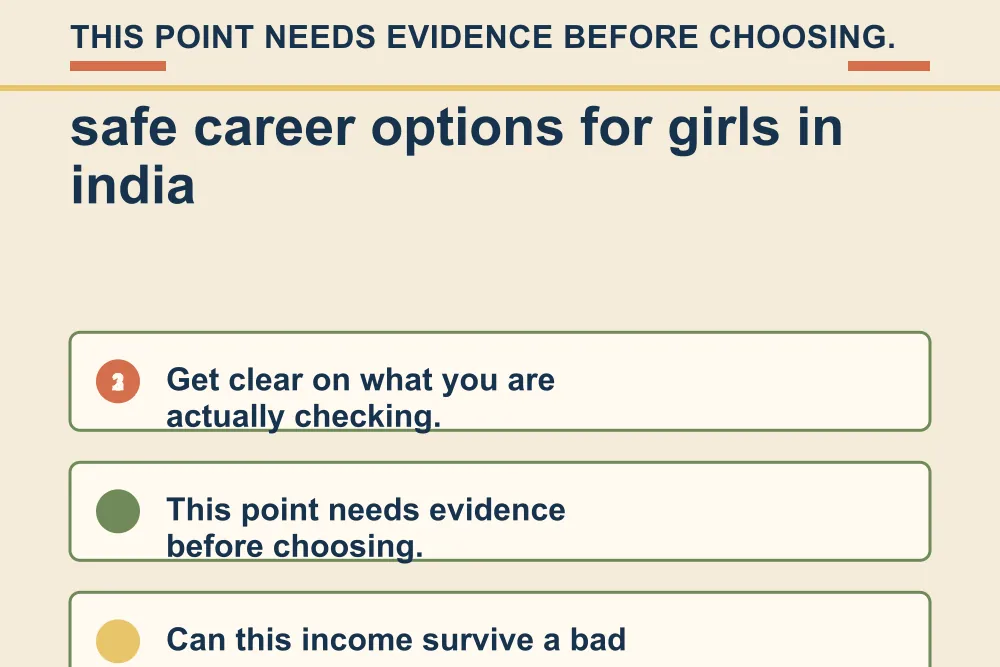 THIS POINT NEEDS EVIDENCE BEFORE CHOOSING.
safe career options for girls in
india
Get clear on what you are
actually checking.
This point needs evidence
before choosing.
Can this income survive a bad